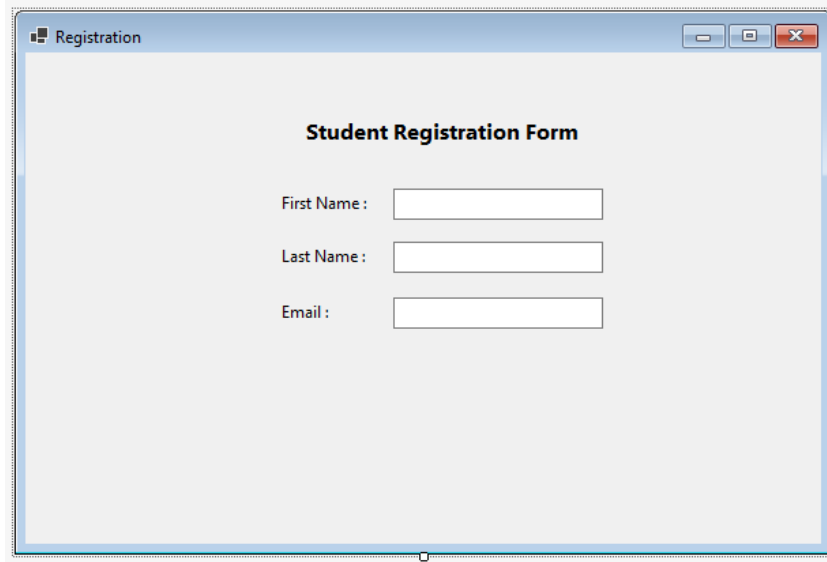 Registration
Student Registration Form
First Name :
Last Name :
Email :